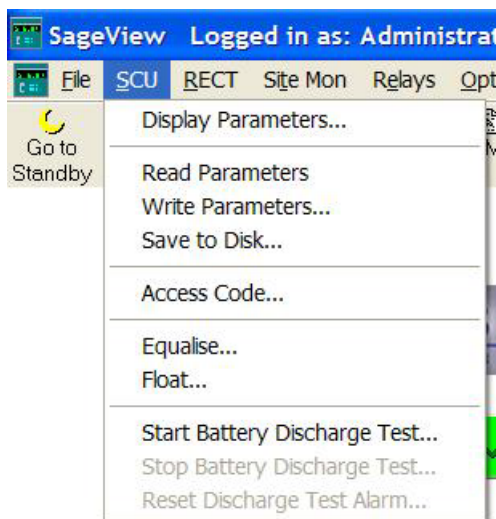 SageView Logged in as: Administrat
File SCU RECT Site Mon Relays Opt
Go to
Standby
Display Parameters...
Read Parameters
Write Parameters...
Save to Disk...
Access Code...
Equalise...
Float...
Start Battery Discharge Test...
Stop Battery Discharge Test...
Reset Discharge Test Alarm...